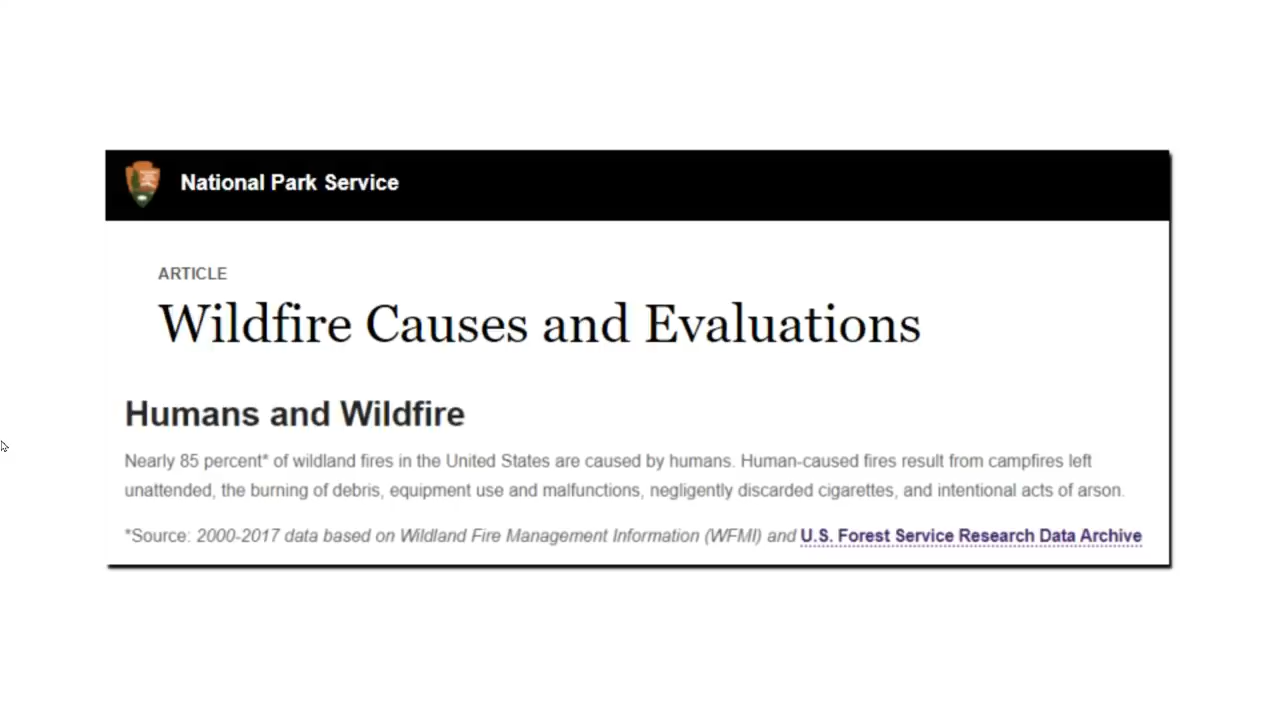 National Park Service
ARTICLE
Wildfire Causes and Evaluations
Humans and Wildfire
Nearly 85 percent* of wildland fires in the United States are caused by humans. Human-caused fires result from campfires left
unattended, the burning of debris, equipment use and malfunctions, negligently discarded cigarettes, and intentional acts of arson.
*Source: 2000-2017 data based on Wildland Fire Management Information (WFMI) and U.S. Forest Service Research Data Archive